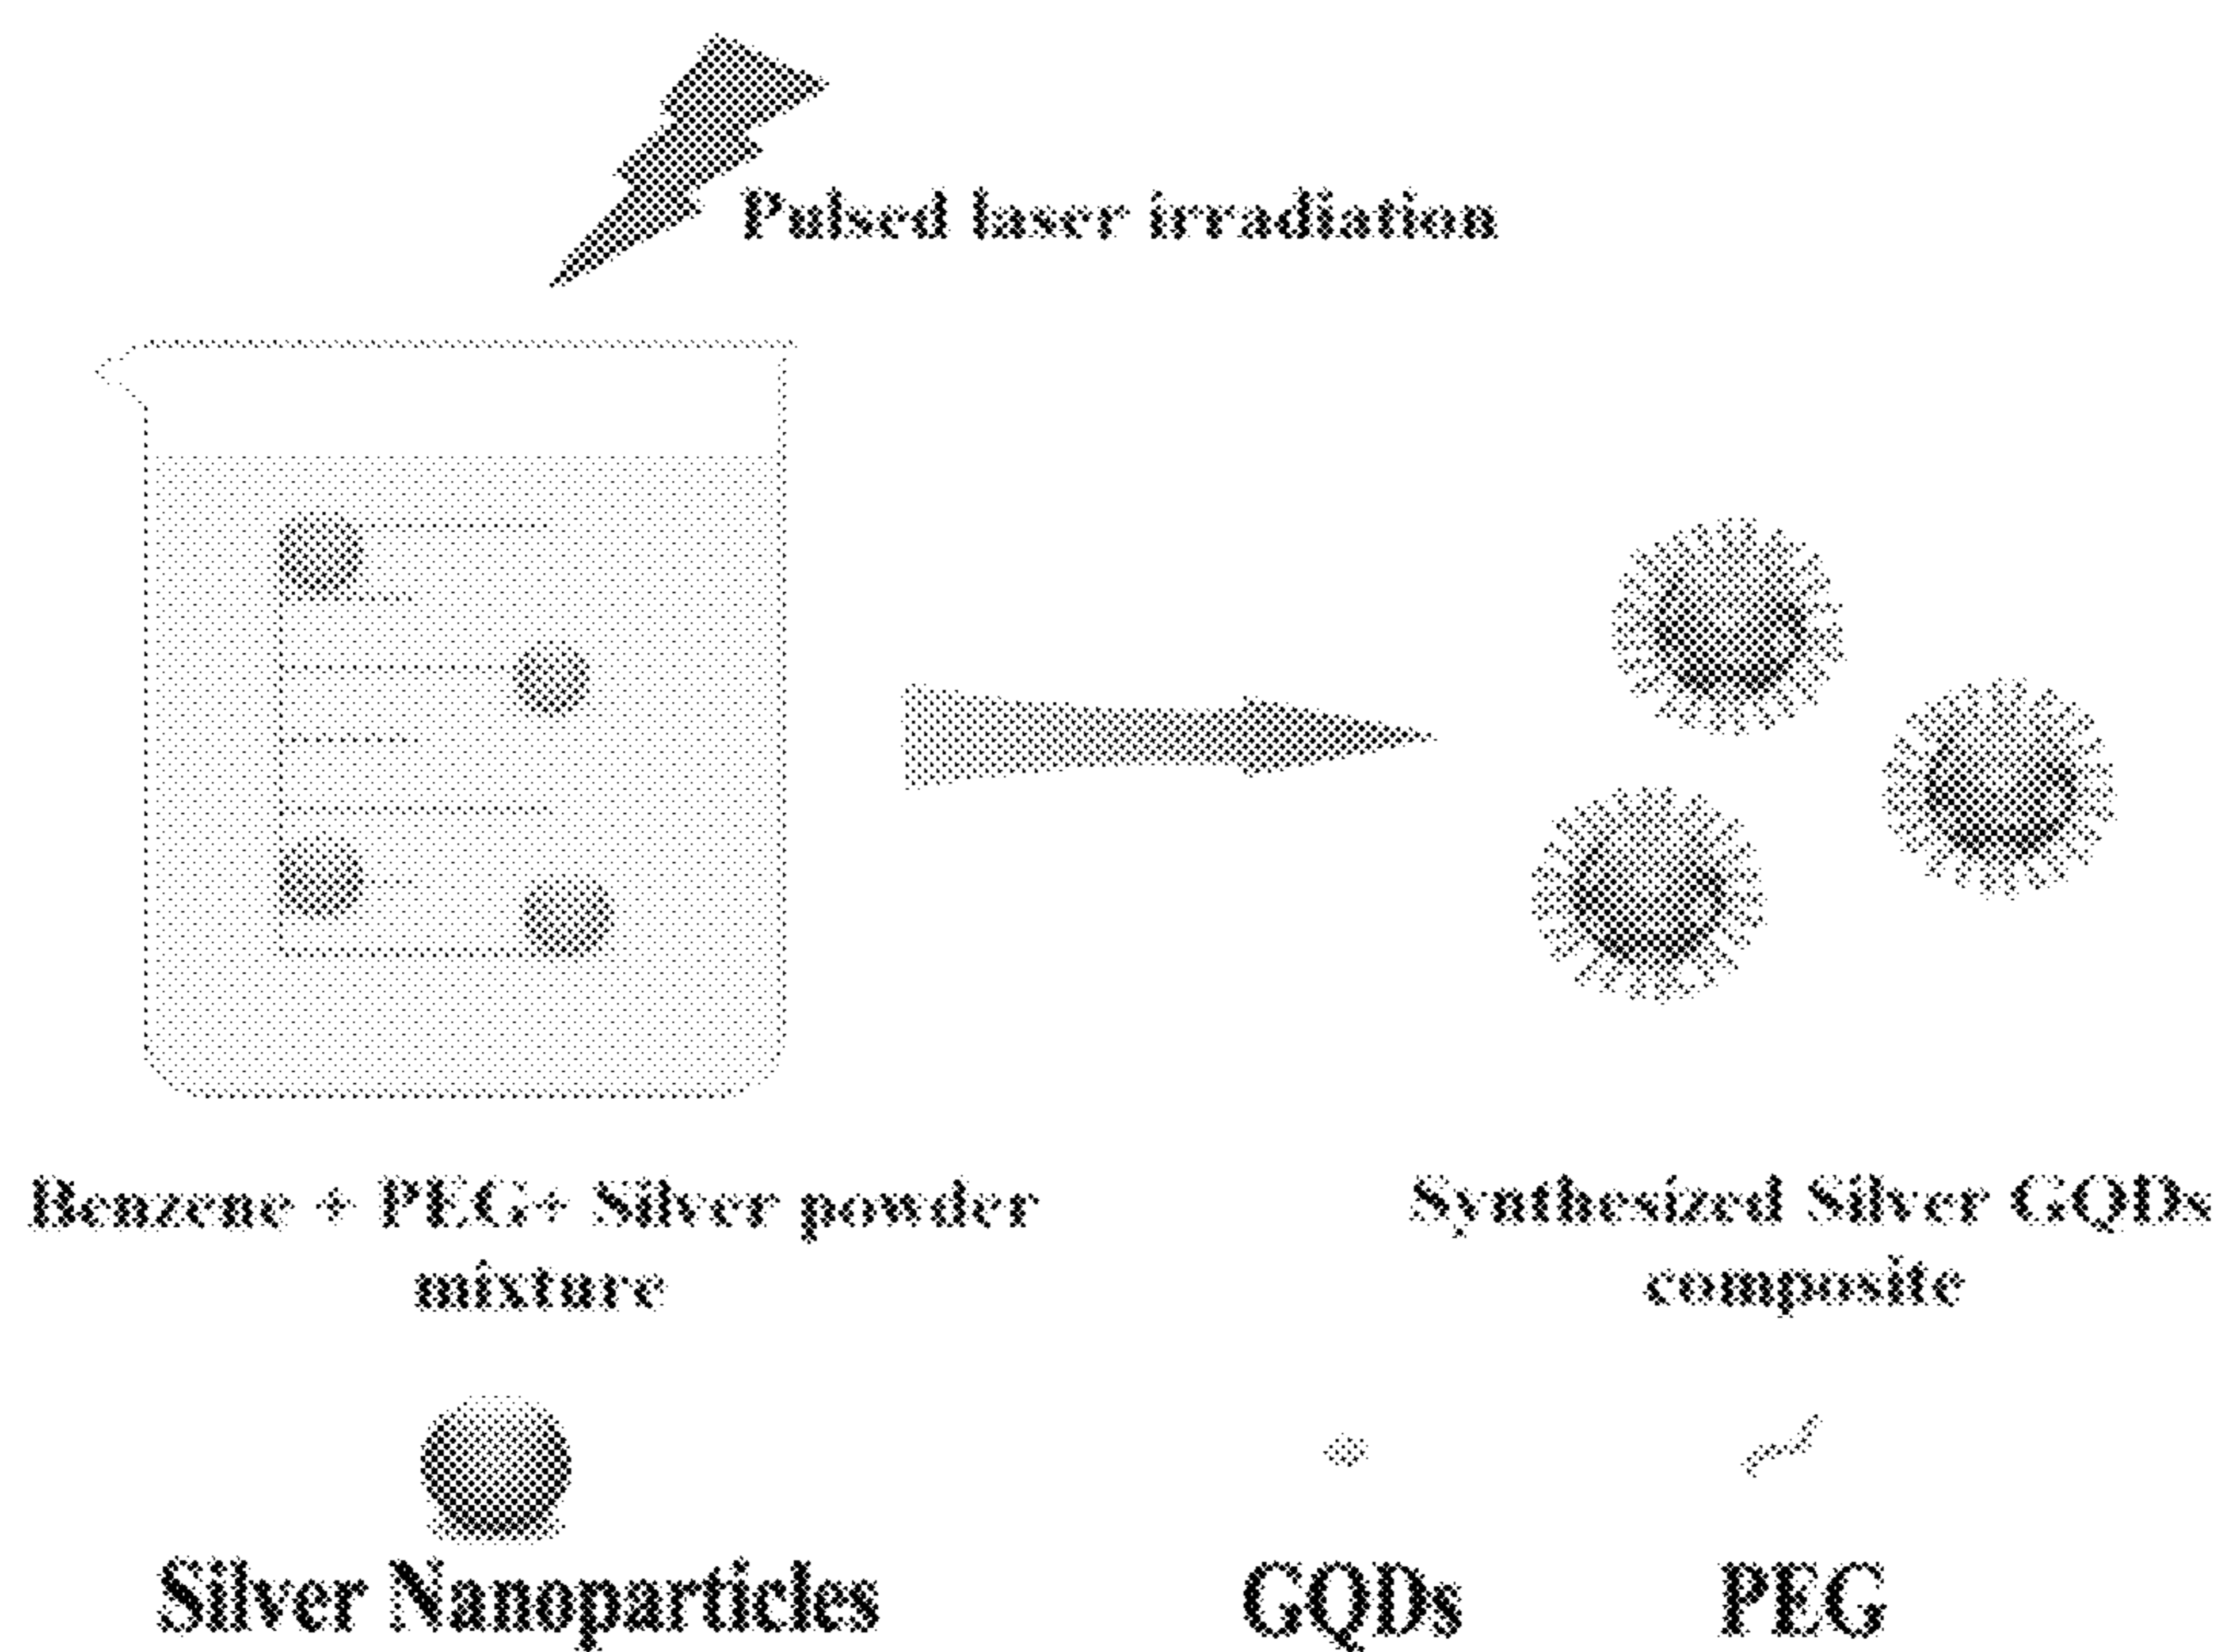 Pulsed laser irradiation
Benzene + PEG+ Silver powder
mixture
Synthesized Silver GQDs
composite
Silver Nanoparticles
GQDs
PEG